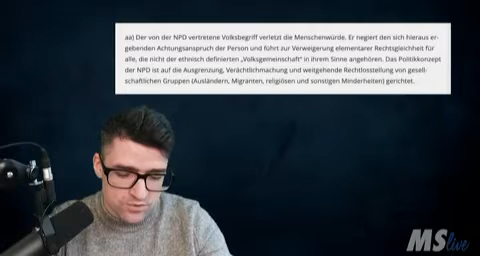 aa) Der von der NPD vertretene Volksbegriff verletzt die Menschenwürde. Er negiert den sich hieraus er-
gebenden Achtungsanspruch der Person und führt zur Verweigerung elementarer Rechtsgleichheit für
alle, die nicht der ethnisch definierten „Volksgemeinschaft“ in ihrem Sinne angehören. Das Politikkonzept
der NPD ist auf die Ausgrenzung, Verächtlichmachung und weitgehende Rechtlosstellung von gesell-
schaftlichen Gruppen (Ausländern, Migranten, religiösen und sonstigen Minderheiten) gerichtet.
MSlive